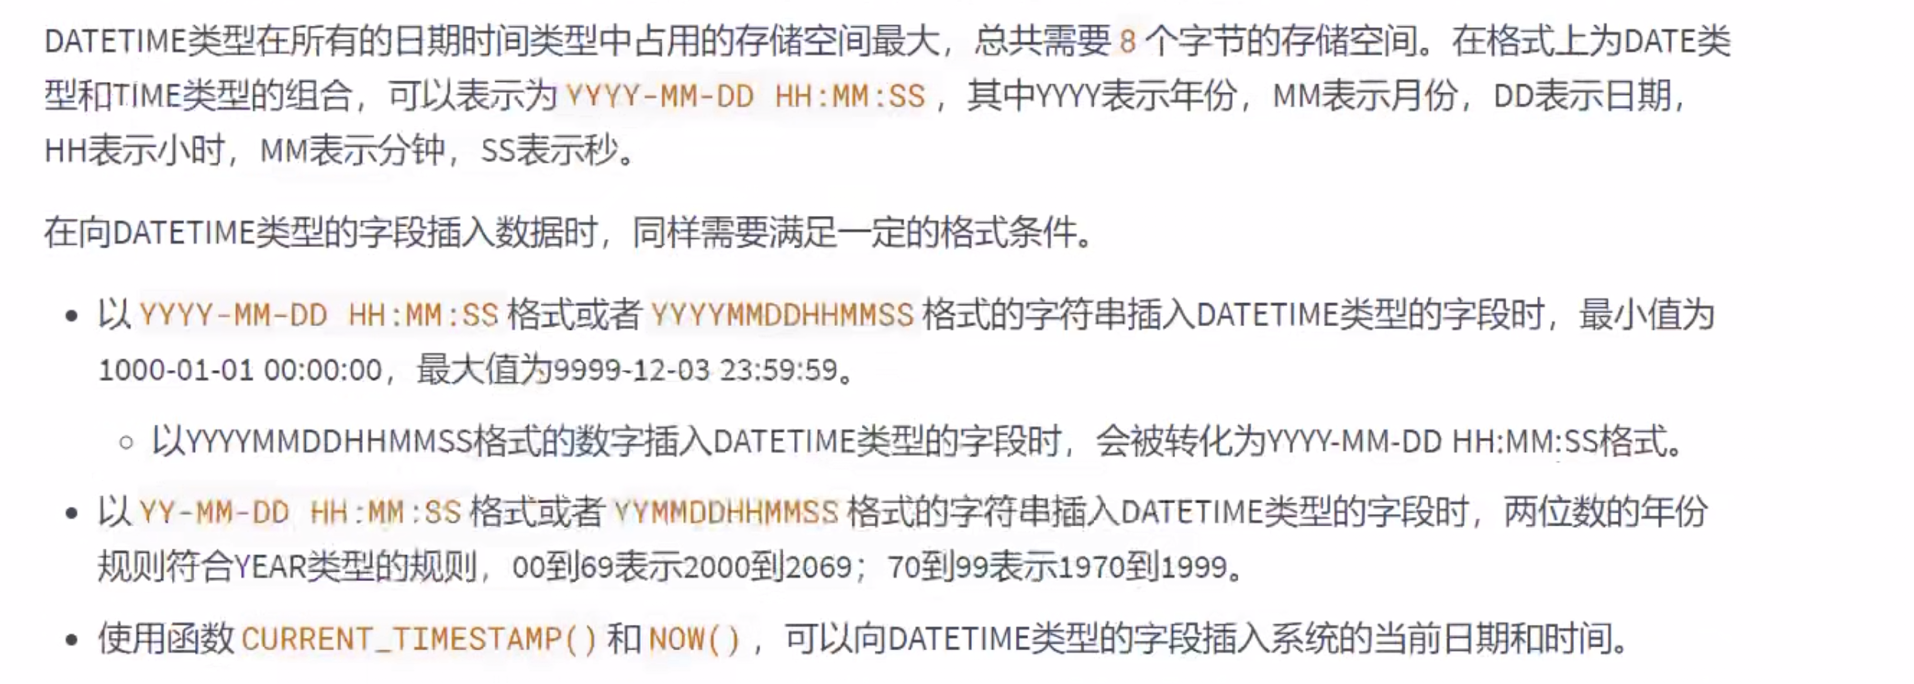 DATETIME类型在所有的日期时间类型中占用的存储空间最大，总共需要 8 个字节的存储空间。在格式上为DATE类
型和TIME类型的组合，可以表示为 YYYY-MM-DD HH:MM:SS ，其中YYYY表示年份，MM表示月份，DD表示日期，
HH表示小时，MM表示分钟，SS表示秒。
在向DATETIME类型的字段插入数据时，同样需要满足一定的格式条件。
• 以 YYYY-MM-DD HH:MM:SS 格式或者 YYYYMMDDHHMMSS 格式的字符串插入DATETIME类型的字段时，最小值为
1000-01-01 00:00:00，最大值为9999-12-03 23:59:59。
○ 以YYYYMMDDHHMMSS格式的数字插入DATETIME类型的字段时，会被转化为YYYY-MM-DD HH:MM:SS格式。
• 以 YY-MM-DD HH:MM:SS 格式或者 YYMMDDHHMMSS 格式的字符串插入DATETIME类型的字段时，两位数的年份
规则符合YEAR类型的规则，00到69表示2000到2069；70到99表示1970到1999。
• 使用函数 CURRENT_TIMESTAMP() 和 NOW() ，可以向DATETIME类型的字段插入系统的当前日期和时间。